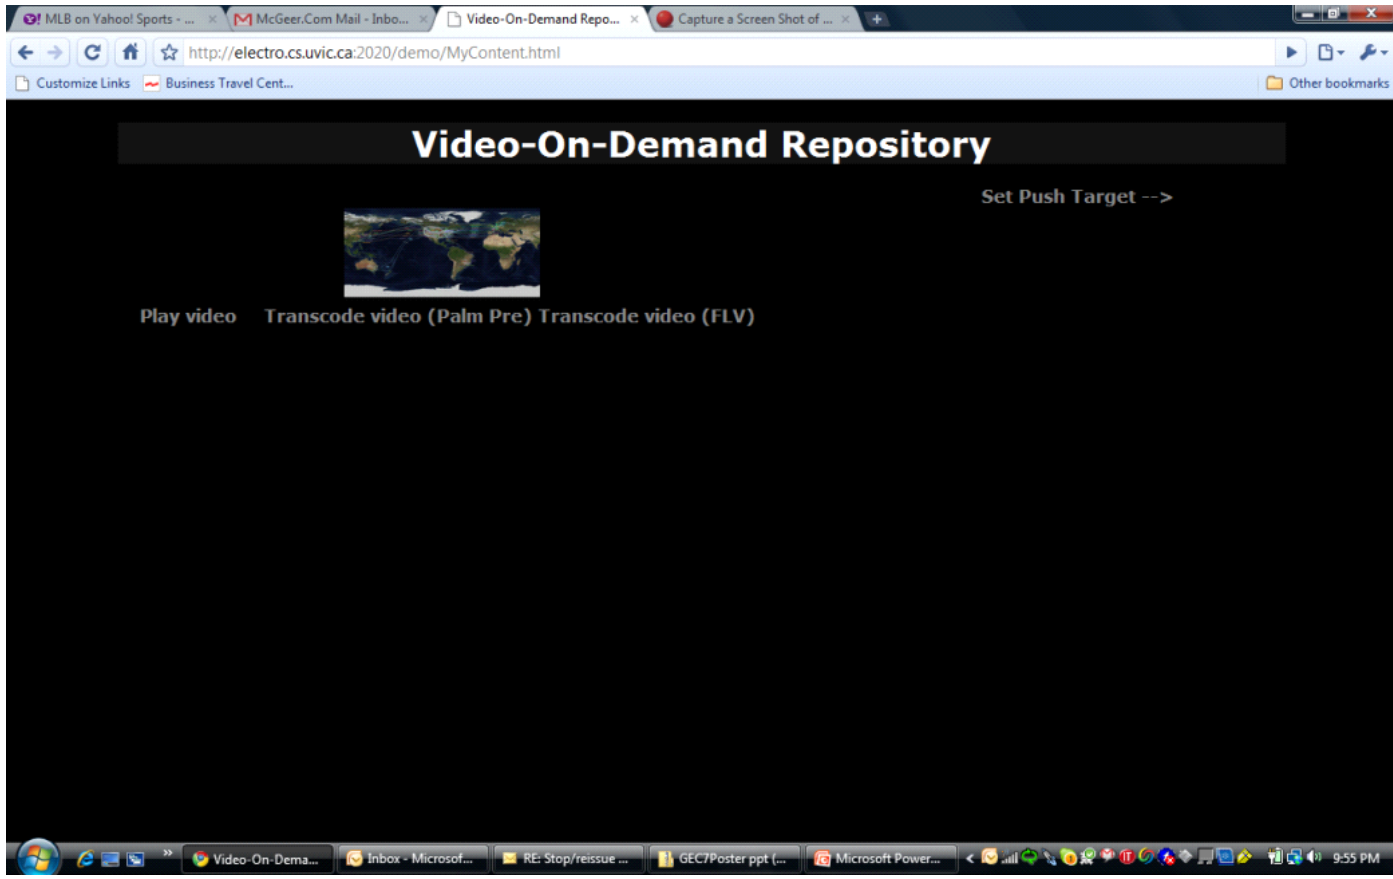 MLB on Yahoo! Sports - ...
McGeer.Com Mail - Inbo...
Video-On-Demand Repo...
Capture a Screen Shot of ...
http://electro.cs.uvic.ca:2020/demo/MyContent.html
Customize Links
Business Travel Cent...
Other bookmarks
Video-On-Demand Repository
Set Push Target -->
Play video Transcode video (Palm Pre) Transcode video (FLV)
Video-On-Dema...
Inbox - Microsof...
RE: Stop/reissue ...
GEC7Poster ppt (...
Microsoft Power...
9:55 PM